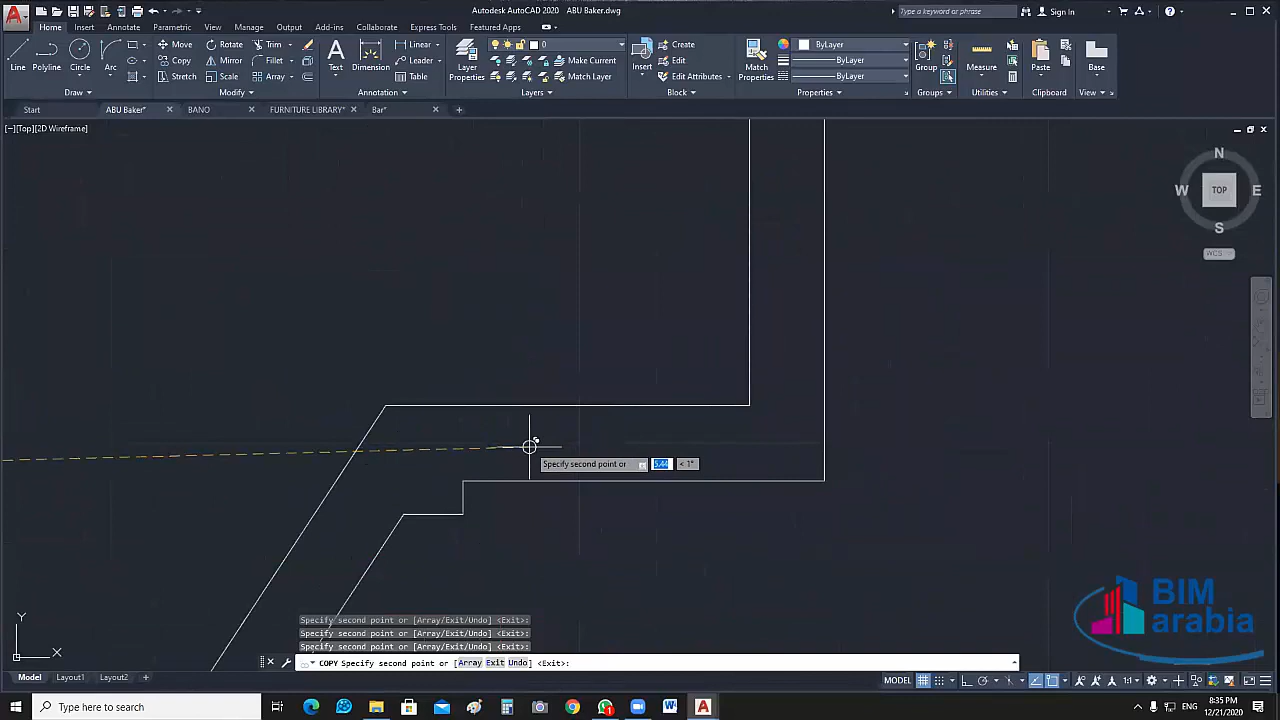 Autodesk AutoCAD 2020 ABU Baker.dwg
Type a keyword or phrase
Sign In
Home Insert Annotate Parametric View Manage Output Add-ins Collaborate Express Tools Featured Apps
Line Polyline Circle Arc
Move Rotate Trim
Copy Mirror Fillet
Stretch Scale Array
Text Dimension
Linear
Leader
Table
Layer Properties
0
Make Current
Match Layer
Insert
Create
Edit
Edit Attributes
Match Properties
ByLayer
ByLayer
ByLayer
Group
Measure
Paste
Base
Draw Modify Annotation Layers Block Properties Groups Utilities Clipboard View
Start ABU Baker* BANO FURNITURE LIBRARY* Bar*
[−][Top][2D Wireframe]
N
W TOP E
S
WCS
Specify second point or 5.44 < 1°
BIM
arabia
Y
X
Specify second point or [Array/Exit/Undo] <Exit>:
Specify second point or [Array/Exit/Undo] <Exit>:
Specify second point or [Array/Exit/Undo] <Exit>:
COPY Specify second point or [Array Exit Undo] <Exit>:
Model Layout1 Layout2
MODEL 1:1
Type here to search
8:35 PM
12/21/2020